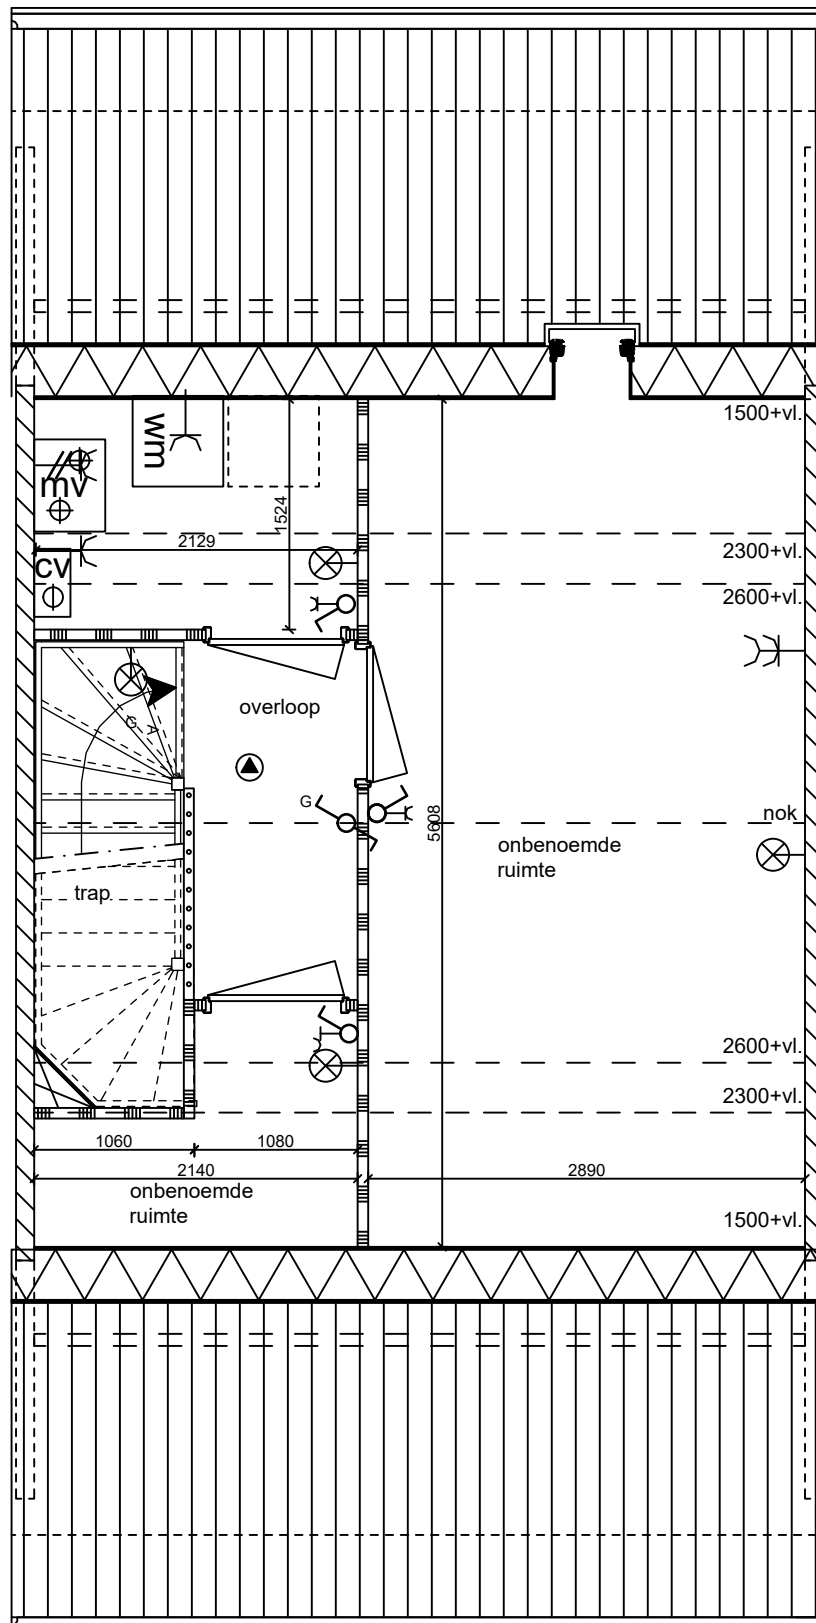 1500+vl.
wm
mv
1524
2129
2300+vl.
cv
2600+vl.
overloop
G
A
G
nok
5608
onbenoemde
ruimte
trap
2600+vl.
2300+vl.
1060
1080
2140
2890
onbenoemde
ruimte
1500+vl.